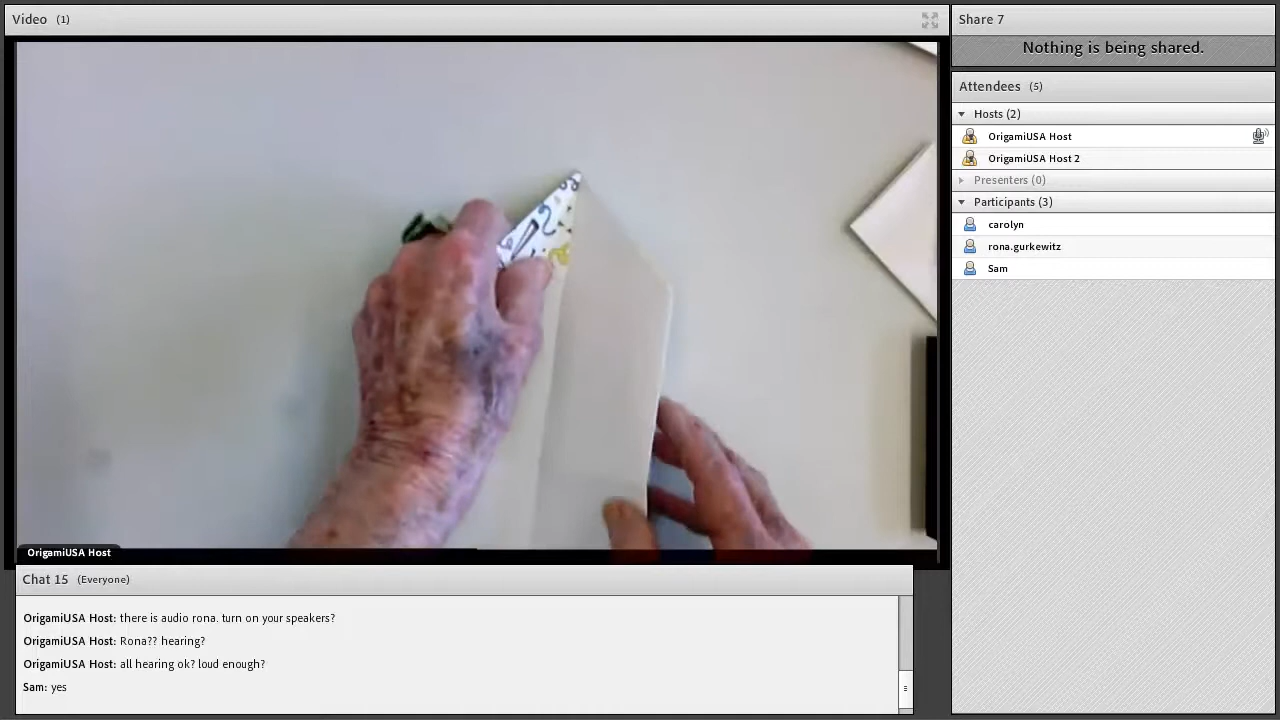 Video (1)
OrigamiUSA Host
Chat 15 (Everyone)
OrigamiUSA Host: there is audio rona. turn on your speakers?
OrigamiUSA Host: Rona?? hearing?
OrigamiUSA Host: all hearing ok? loud enough?
Sam: yes
Share 7
Nothing is being shared.
Attendees (5)
Hosts (2)
OrigamiUSA Host
OrigamiUSA Host 2
Presenters (0)
Participants (3)
carolyn
rona.gurkewitz
Sam